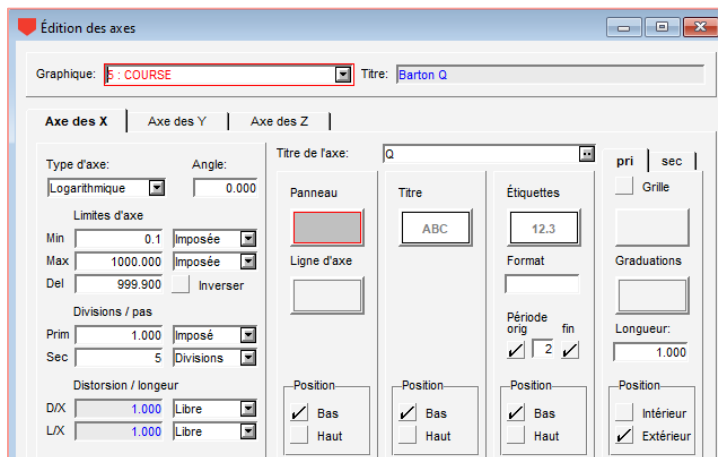 Édition des axes
Graphique: 5 : COURSE Titre: Barton Q
Axe des X Axe des Y Axe des Z
Type d'axe: Angle:
Logarithmique 0.000
Limites d'axe
Min 0.1 Imposée
Max 1000.000 Imposée
Del 999.900 Inverser
Divisions / pas
Prim 1.000 Imposé
Sec 5 Divisions
Distorsion / longeur
D/X 1.000 Libre
L/X 1.000 Libre
Titre de l'axe: Q
Panneau
Ligne d'axe
Position
Bas
Haut
Titre
ABC
Position
Bas
Haut
Étiquettes
12.3
Format
Période
orig fin
2
Position
Bas
Haut
pri sec
Grille
Graduations
Longueur:
1.000
Position
Intérieur
Extérieur